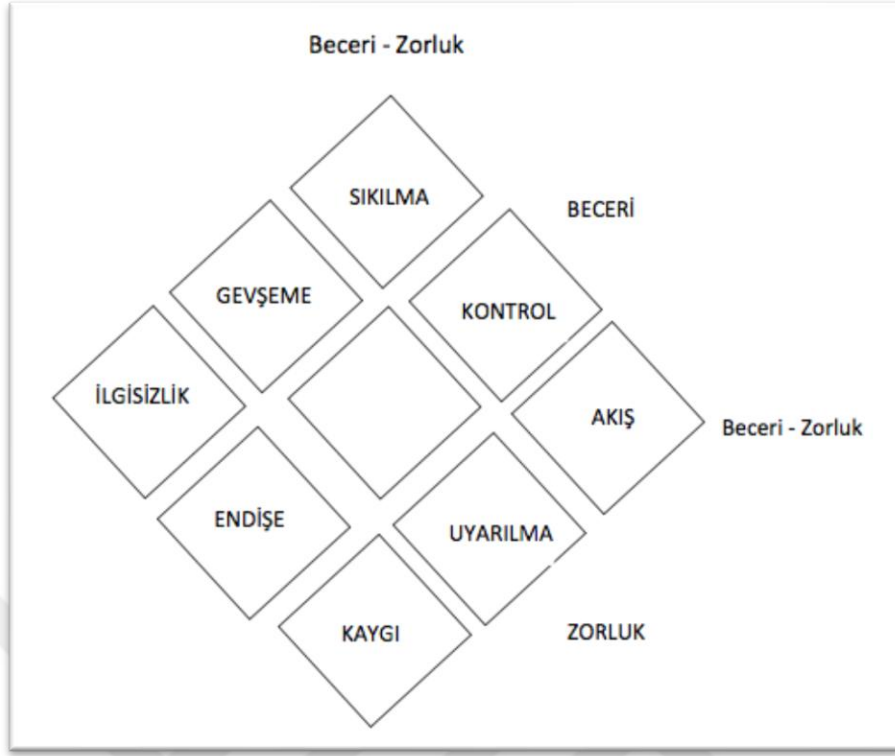 Beceri - Zorluk
SIKILMA
BECERİ
GEVŞEME
KONTROL
İLGİSİZLİK
AKIŞ
Beceri - Zorluk
ENDİŞE
UYARILMA
KAYGI
ZORLUK